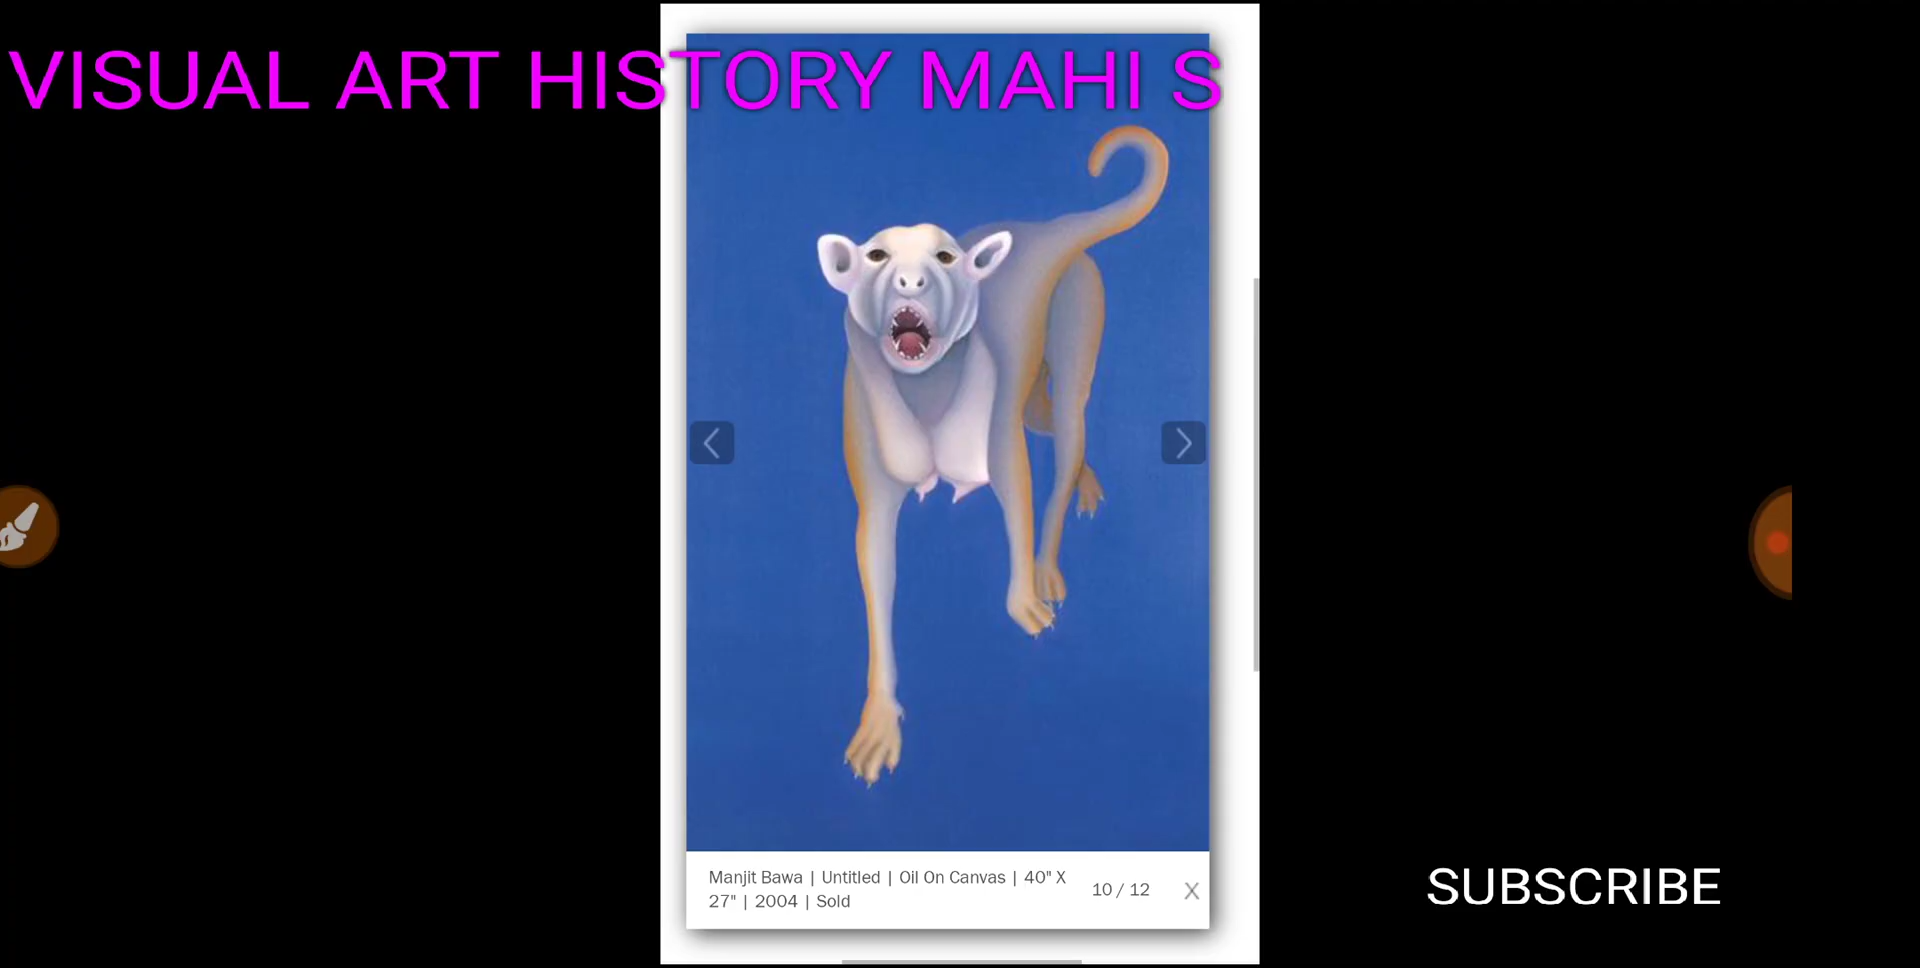 VISUAL ART HISTORY MAHI S
Manjit Bawa | Untitled | Oil On Canvas | 40" X
27" | 2004 | Sold
10 / 12
X
SUBSCRIBE